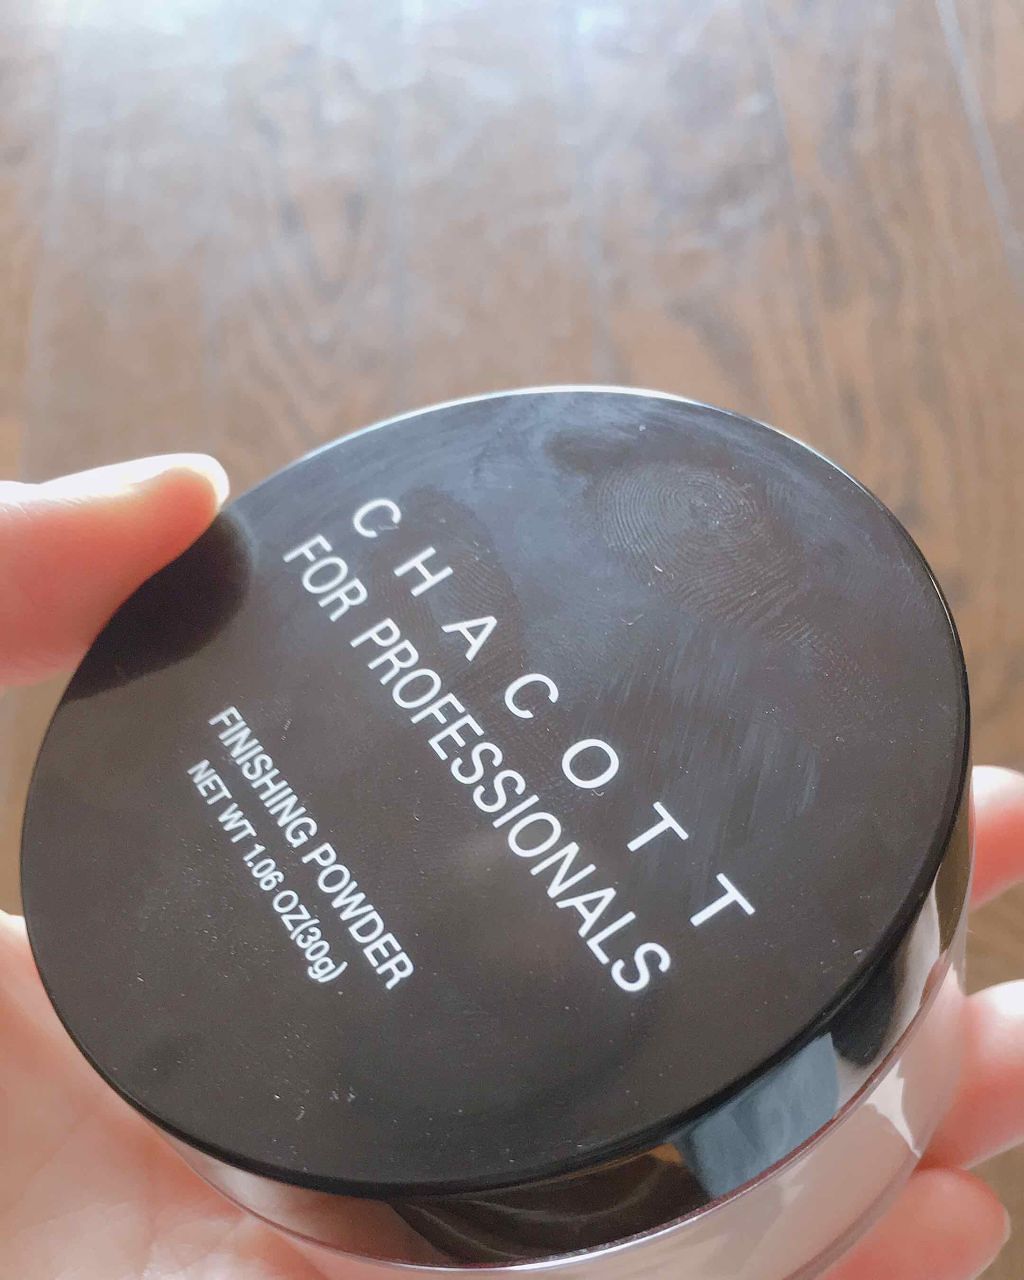 CHACOTT
FOR PROFESSIONALS
FINISHING POWDER
NET WT 1.06 OZ(30g)